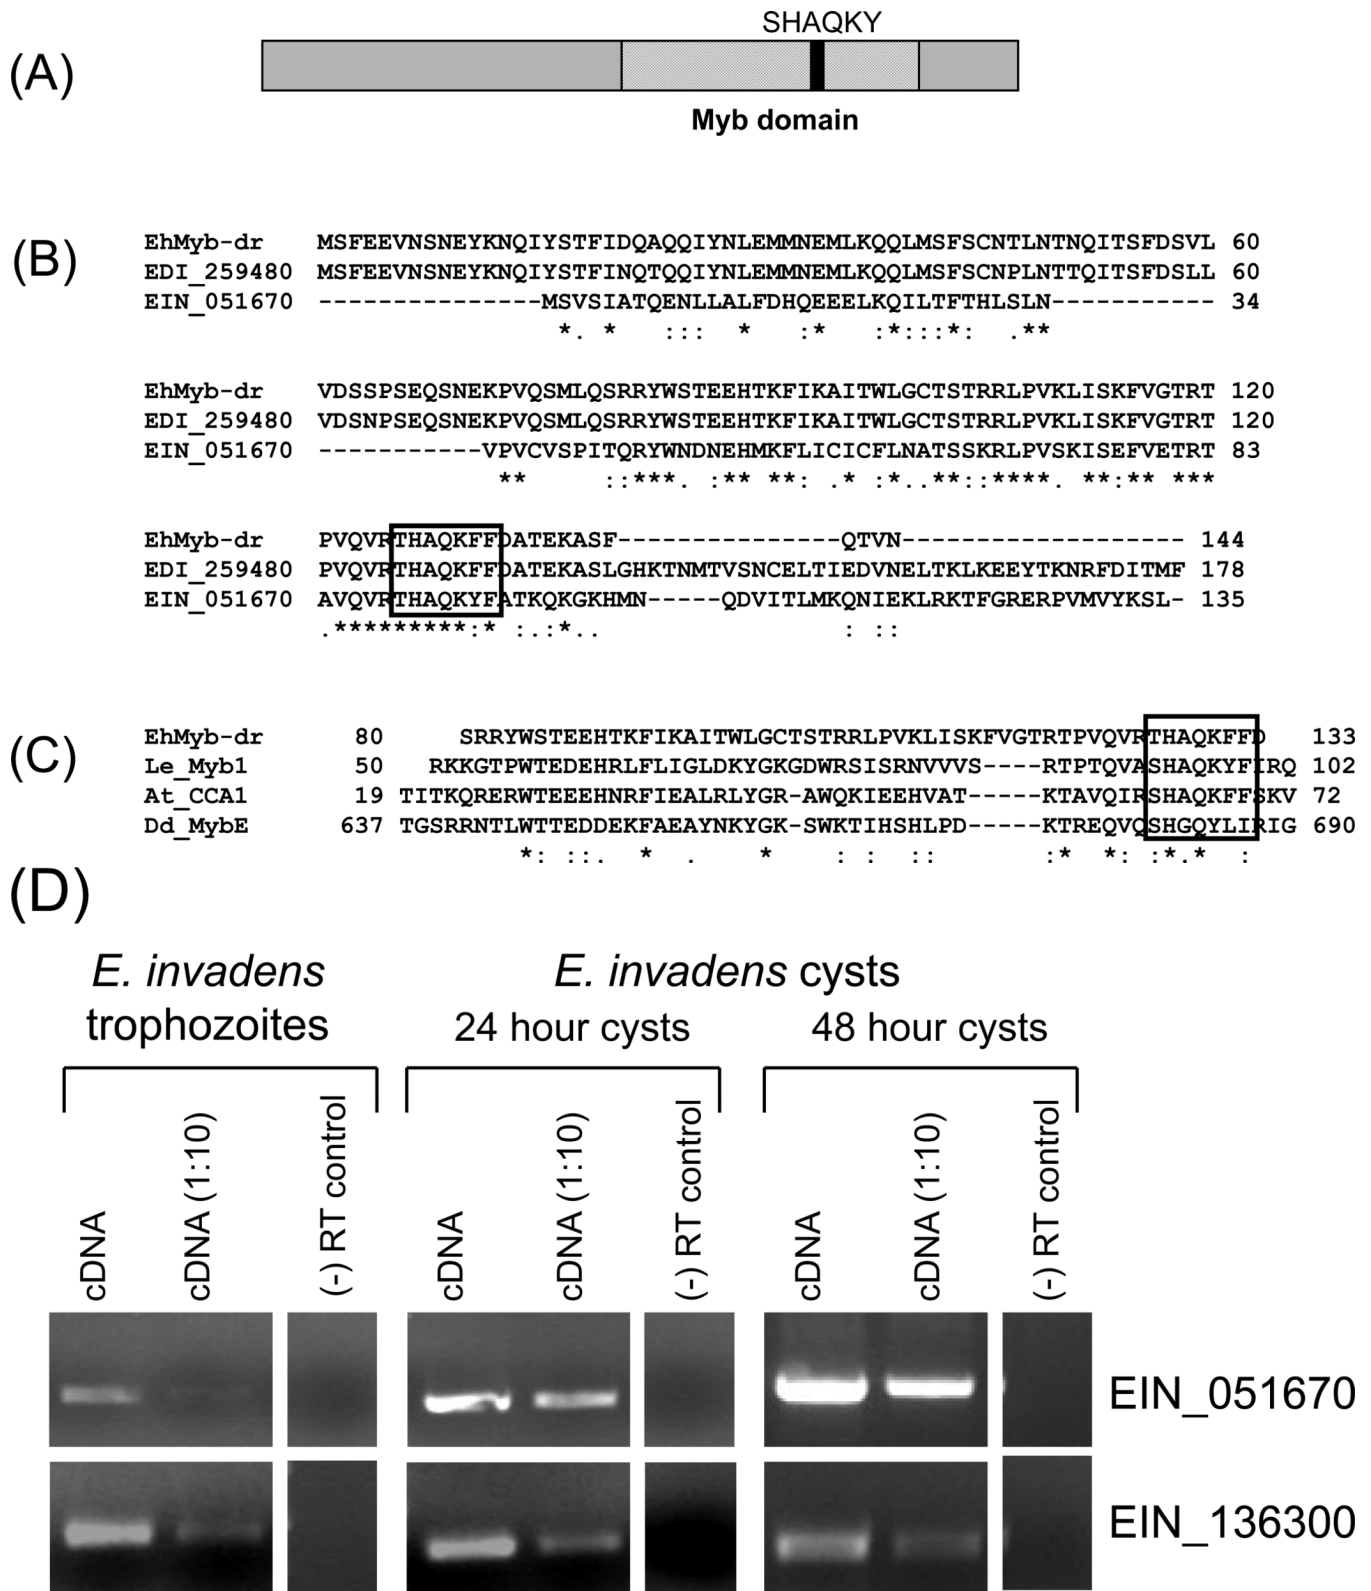 (A)
SHAQKY
Myb domain
(B)
EhMyb-dr MSFEEVNSNEYKNQIYSTFIDQAQQIYNLEMMNEMLKQQLMSFSCNTLNTNQITSFDSVL 60
EDI_259480 MSFEEVNSNEYKNQIYSTFINQTQQIYNLEMMNEMLKQQLMSFSCNPLNTTQITSFDSLL 60
EIN_051670 ---------------MSVSIATQENLLALFDHQEEELKQILTFTHLSLN----------- 34
*. * ::: * :* :*:::*: .**
EhMyb-dr VDSSPSEQSNEKPVQSMLQSRRYWSTEEHTKFIKAITWLGCTSTRRLPVKLISKFVGTRT 120
EDI_259480 VDSNPSEQSNEKPVQSMLQSRRYWSTEEHTKFIKAITWLGCTSTRRLPVKLISKFVGTRT 120
EIN_051670 -----------VPVCVSPITQRYWNDNEHMKFLICICFLNATSSKRLPVSKISEFVETRT 83
** ::***. :** **: .* :*..**::****. **:** ***
EhMyb-dr PVQVRTHAQKFFDATEKASF---------------QTVN------------------- 144
EDI_259480 PVQVRTHAQKFFDATEKASLGHKTNMTVSNCELTIEDVNELTKLKEEYTKNRFDITMF 178
EIN_051670 AVQVRTHAQKYFATKQKGKHMN-----QDVITLMKQNIEKLRKTFGRERPVMVYKSL- 135
.*********:* :.:*.. : ::
(C)
EhMyb-dr 80 SRRYWSTEEHTKFIKAITWLGCTSTRRLPVKLISKFVGTRTPVQVRTHAQKFFD 133
Le_Myb1 50 RKKGTPWTEDEHRLFLIGLDKYGKGDWRSISRNVVVS----RTPTQVASHAQKYFIRQ 102
At_CCA1 19 TITKQRERWTEEEHNRFIEALRLYGR-AWQKIEEHVAT-----KTAVQIRSHAQKFFSKV 72
Dd_MybE 637 TGSRRNTLWTTEDDEKFAEAYNKYGK-SWKTIHSHLPD-----KTREQVQSHGQYLIRIG 690
*: ::. * . * : : :: :* *: :*.* :
(D)
E. invadens
trophozoites
E. invadens cysts
24 hour cysts
48 hour cysts
cDNA
cDNA (1:10)
(-) RT control
cDNA
cDNA (1:10)
(-) RT control
cDNA
cDNA (1:10)
(-) RT control
EIN_051670
EIN_136300